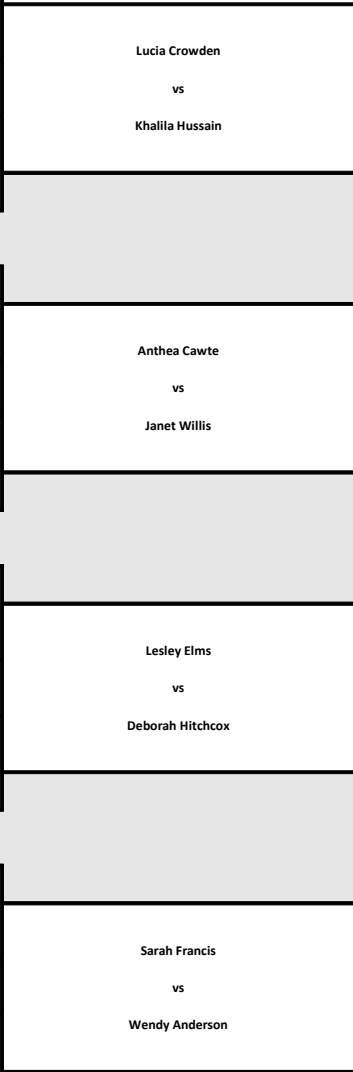 Lucia Crowden
vs
Khalila Hussain
Anthea Cawte
vs
Janet Willis
Lesley Elms
vs
Deborah Hitchcox
Sarah Francis
vs
Wendy Anderson